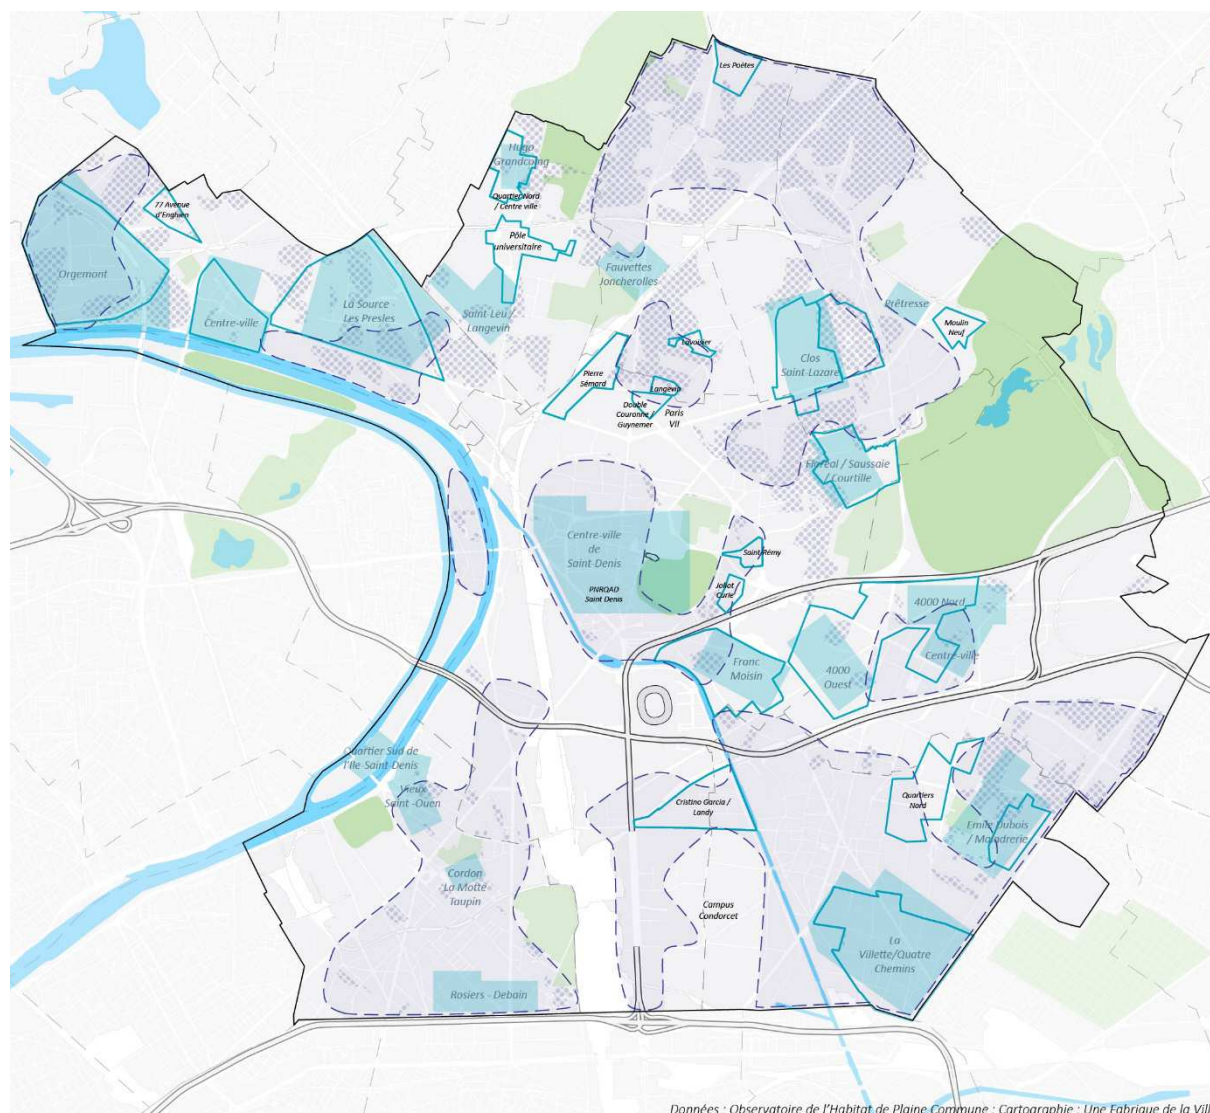 Les Poètes
Hugo
Grandcoing
Quartier Nord
/ Centre ville
77 Avenue
d'Enghien
Pôle
universitaire
Orgemont
Fauvettes
Joncherolles
La Source -
Les Presles
Centre-ville
Saint-Leu /
Langevin
Prêtresse
Moulin
Neuf
Lavoisier
Clos
Saint-Lazare
Pierre
Sémard
Langevin
Double
Couronne /
Guynemer
Paris
VII
Floréal / Saussaie
/ Courtille
Centre-ville
de
Saint-Denis
Saint Rémy
PNRQAD
Saint Denis
Joliot
Curie
4000 Nord
Centre-ville
Franc
Moisin
4000
Ouest
Quartier Sud de
l'Ile-Saint-Denis
Vieux
Saint -Ouen
Cristino Garcia /
Landy
Quartiers
Nord
Emile Dubois
/ Maladrerie
Cordon
La Motte
Taupin
Campus
Condorcet
La
Villette/Quatre
Chemins
Rosiers - Debain
Données : Observatoire de l'Habitat de Plaine Commune ; Cartographie : Une Fabrique de la Vill